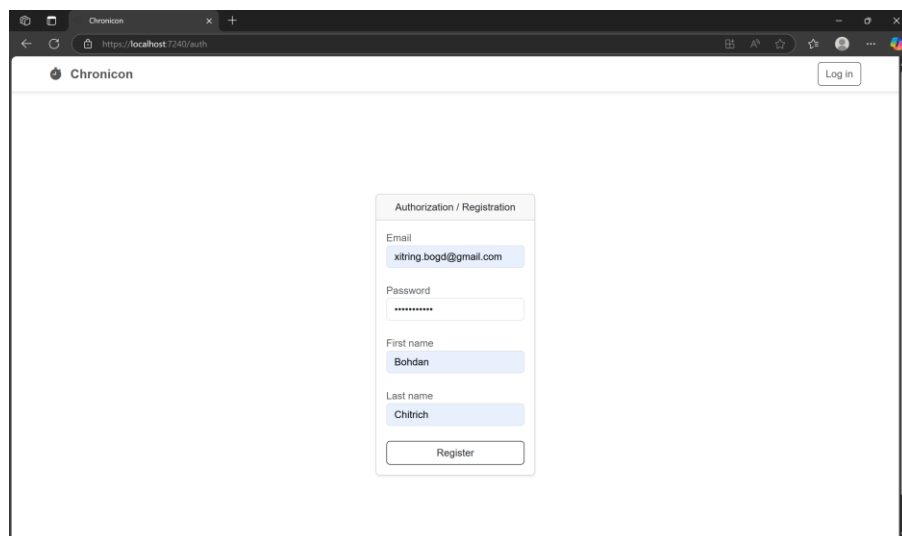 Chronicon
https://localhost:7240/auth
Chronicon
Log in
Authorization / Registration
Email
xitring.bogd@gmail.com
Password
•••••••••••
First name
Bohdan
Last name
Chitrich
Register